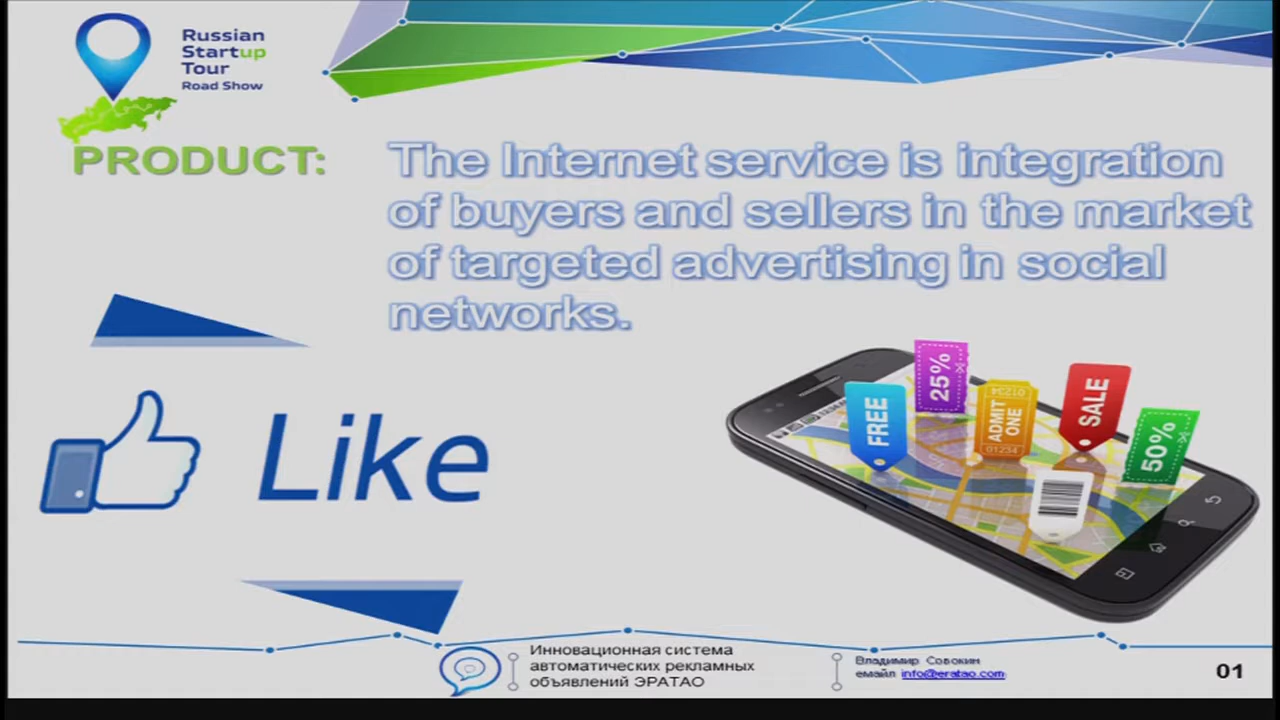 Russian
Startup
Tour
Road Show
PRODUCT:
The Internet service is integration
of buyers and sellers in the market
of targeted advertising in social
networks.
Like
FREE
25%
ADMIT
ONE
01234
SALE
50%
Инновационная система
автоматических рекламных
объявлений ЭРАТАО
Владимир Совокин
емайл info@eratao.com
01